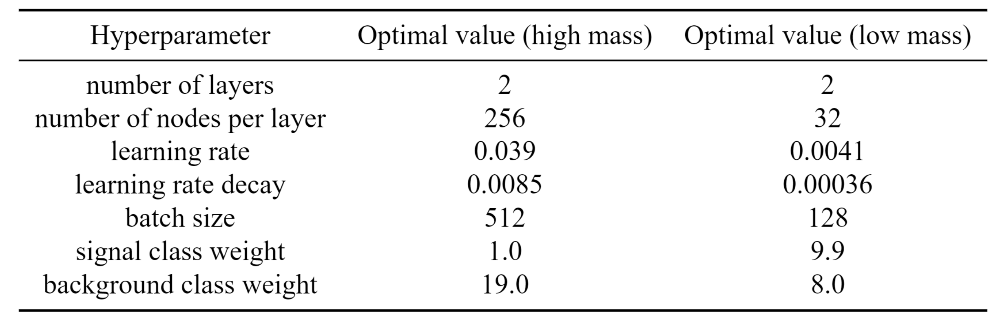 Hyperparameter Optimal value (high mass) Optimal value (low mass)
number of layers 2 2
number of nodes per layer 256 32
learning rate 0.039 0.0041
learning rate decay 0.0085 0.00036
batch size 512 128
signal class weight 1.0 9.9
background class weight 19.0 8.0